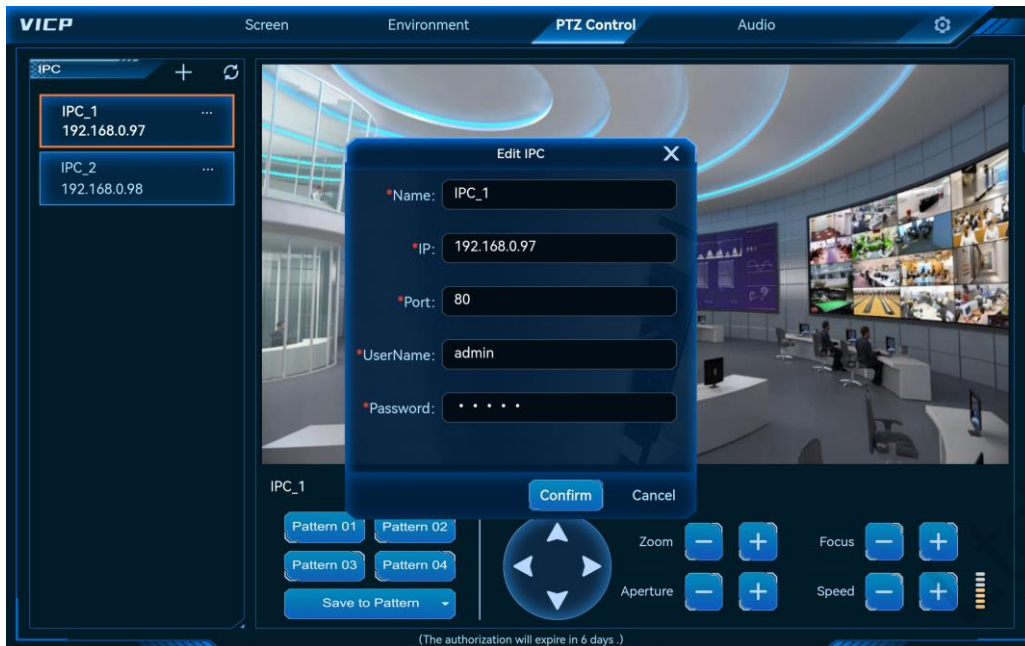 VICP
Screen
Environment
PTZ Control
Audio
IPC
IPC_1
192.168.0.97
IPC_2
192.168.0.98
Edit IPC
*Name: IPC_1
*IP: 192.168.0.97
*Port: 80
*UserName: admin
*Password: • • • • •
Confirm
Cancel
IPC_1
Pattern 01
Pattern 02
Pattern 03
Pattern 04
Save to Pattern
Zoom
Focus
Aperture
Speed
(The authorization will expire in 6 days .)